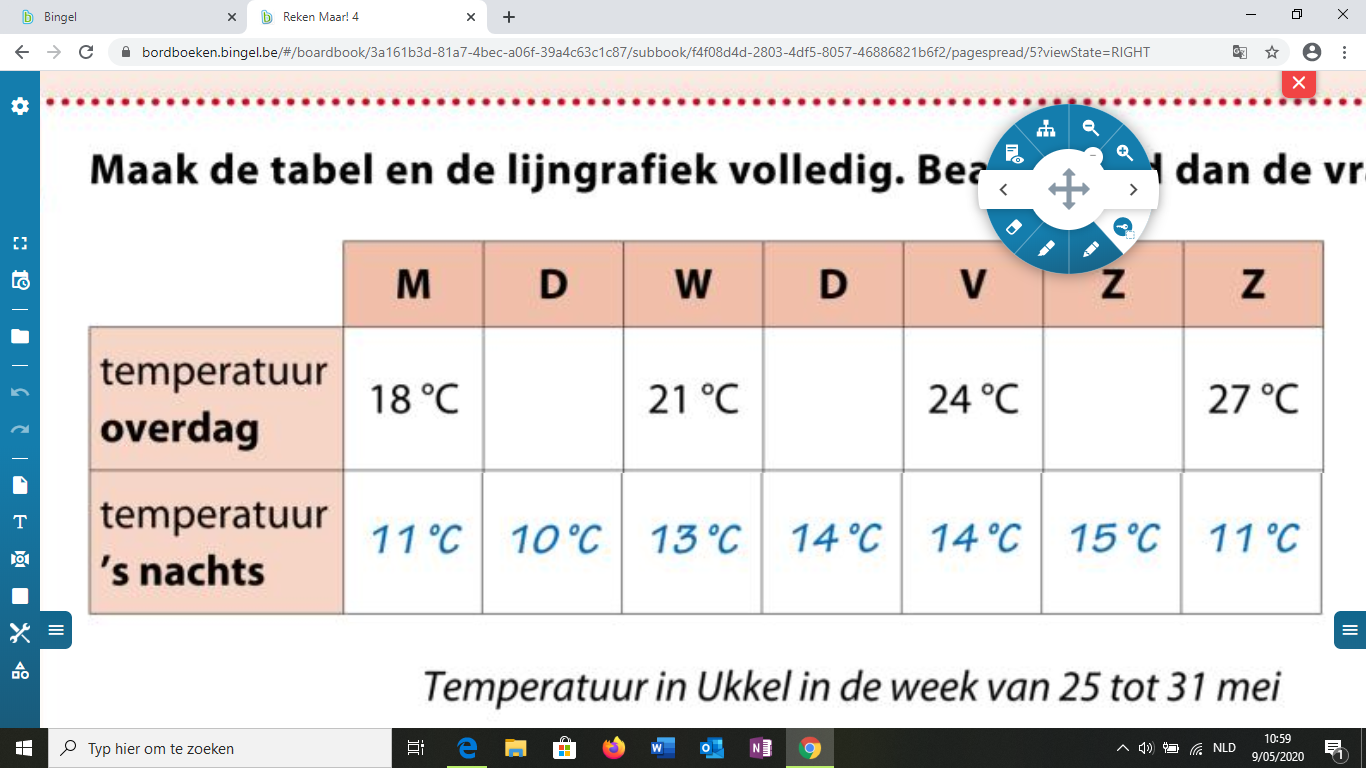 Bingel
Reken Maar! 4
bordboeken.bingel.be/#/boardbook/3a161b3d-81a7-4bec-a06f-39a4c63c1c87/subbook/f4f08d4d-2803-4df5-8057-46886821b6f2/pagespread/5?viewState=RIGHT
Maak de tabel en de lijngrafiek volledig. dan de
M D W D V Z Z
temperatuur
overdag
18 °C 21 °C 24 °C 27 °C
temperatuur
’s nachts
11 °C 10 °C 13 °C 14 °C 14 °C 15 °C 11 °C
Temperatuur in Ukkel in de week van 25 tot 31 mei
Typ hier om te zoeken
NLD
10:59
9/05/2020
1